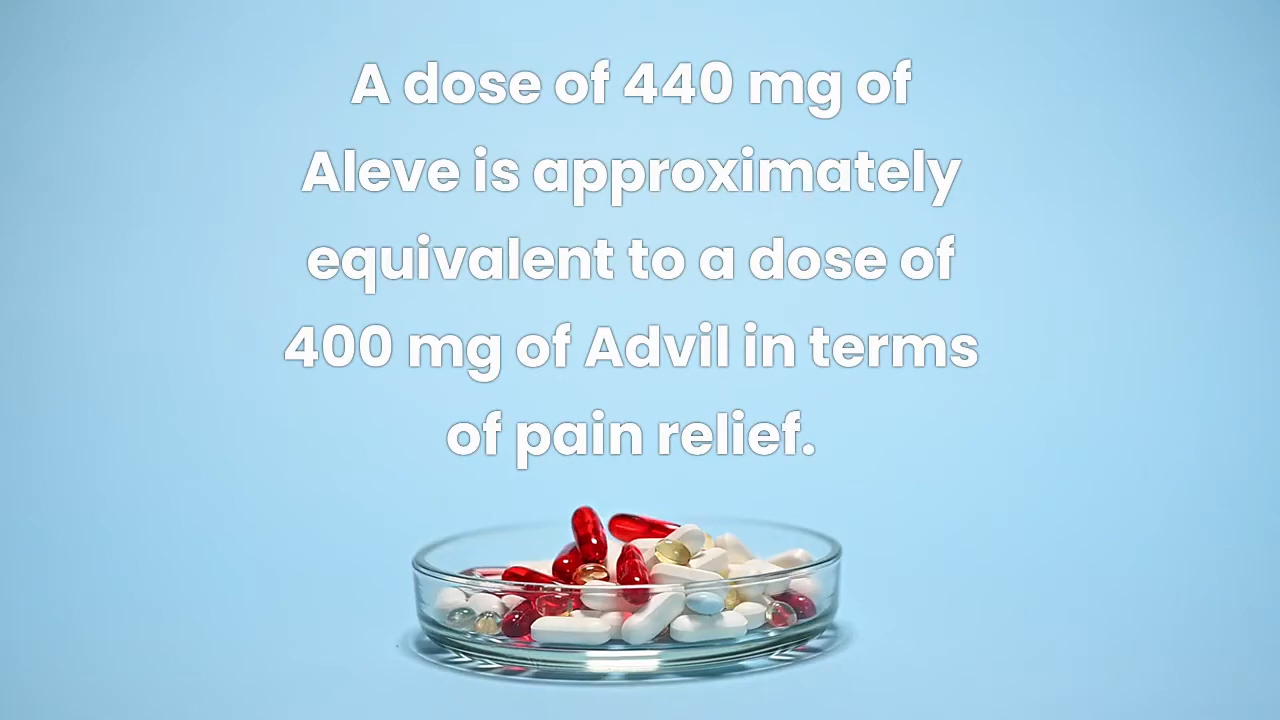 A dose of 440 mg of
Aleve is approximately
equivalent to a dose of
400 mg of Advil in terms
of pain relief.